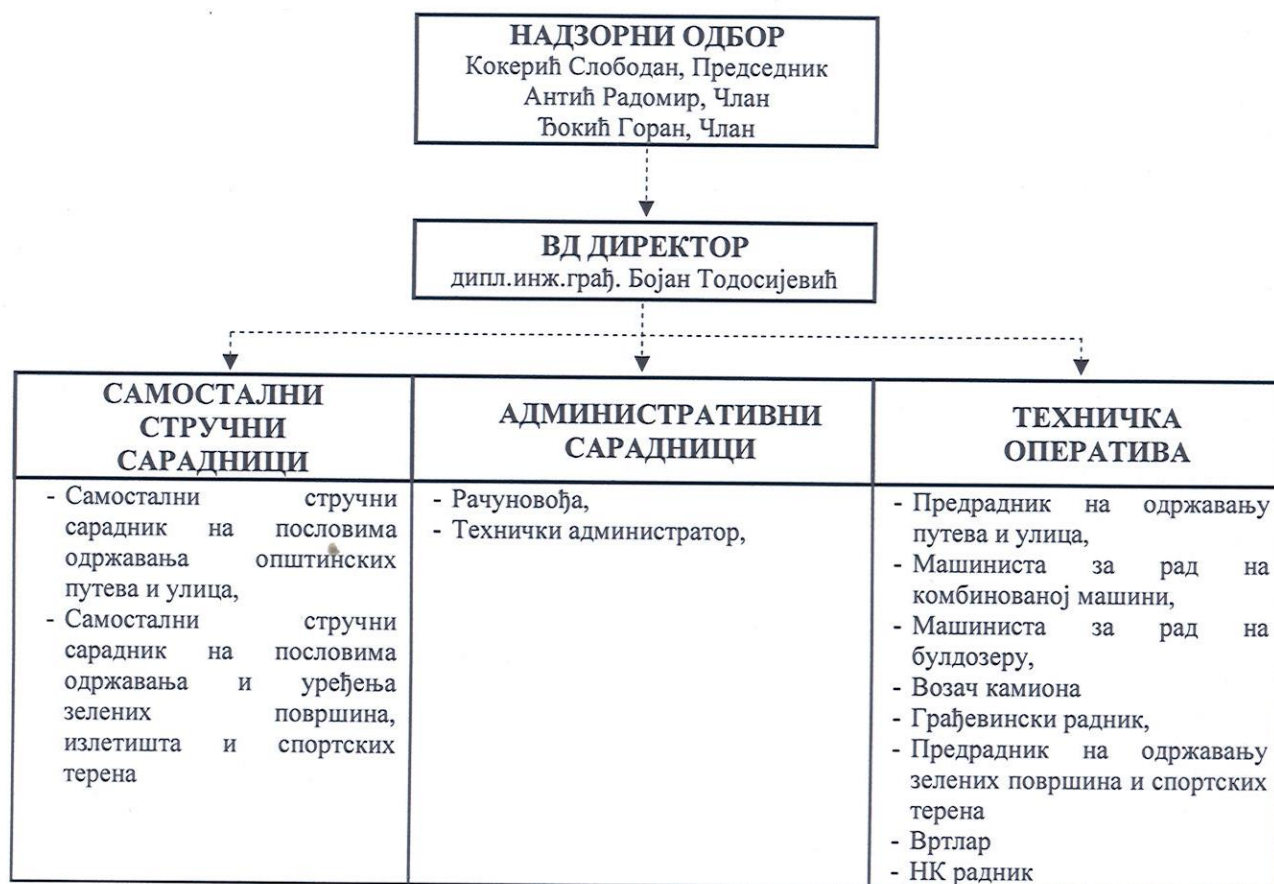 НАДЗОРНИ ОДБОР
Кокерић Слободан, Председник
Антић Радомир, Члан
Ђокић Горан, Члан
ВД ДИРЕКТОР
дипл.инж.грађ. Бојан Тодосијевић
САМОСТАЛНИ
СТРУЧНИ
САРАДНИЦИ
- Самостални стручни
сарадник на пословима
одржавања општинских
путева и улица,
- Самостални стручни
сарадник на пословима
одржавања и уређења
зелених површина,
излетишта и спортских
терена
АДМИНИСТРАТИВНИ
САРАДНИЦИ
- Рачуновођа,
- Технички администратор,
ТЕХНИЧКА
ОПЕРАТИВА
- Предрадник на одржавању
путева и улица,
- Машиниста за рад на
комбинованој машини,
- Машиниста за рад на
булдозеру,
- Возач камиона
- Грађевински радник,
- Предрадник на одржавању
зелених површина и спортских
терена
- Вртлар
- НК радник